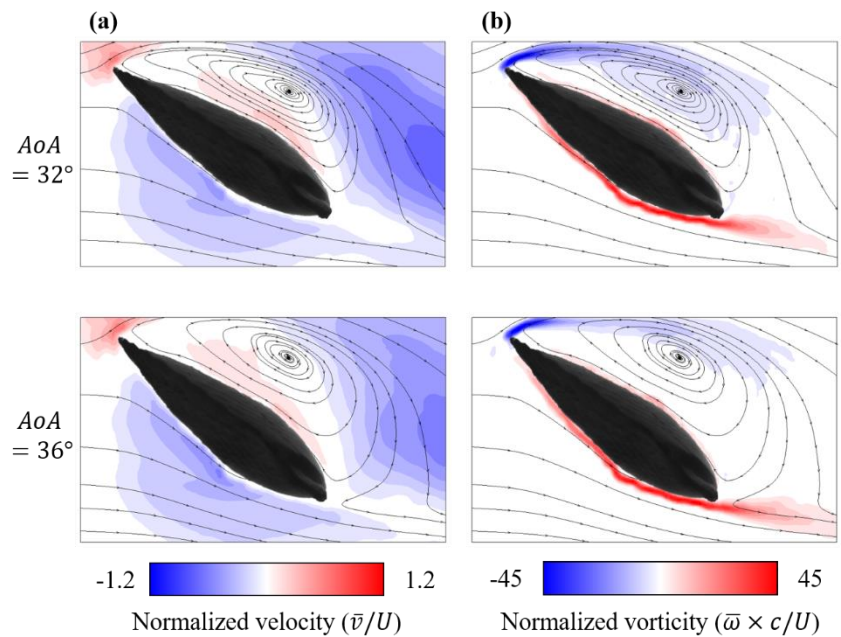 (a) (b)
AoA
= 32°
AoA
= 36°
-1.2 1.2 -45 45
Normalized velocity (v̄/U) Normalized vorticity (ω̄ × c/U)